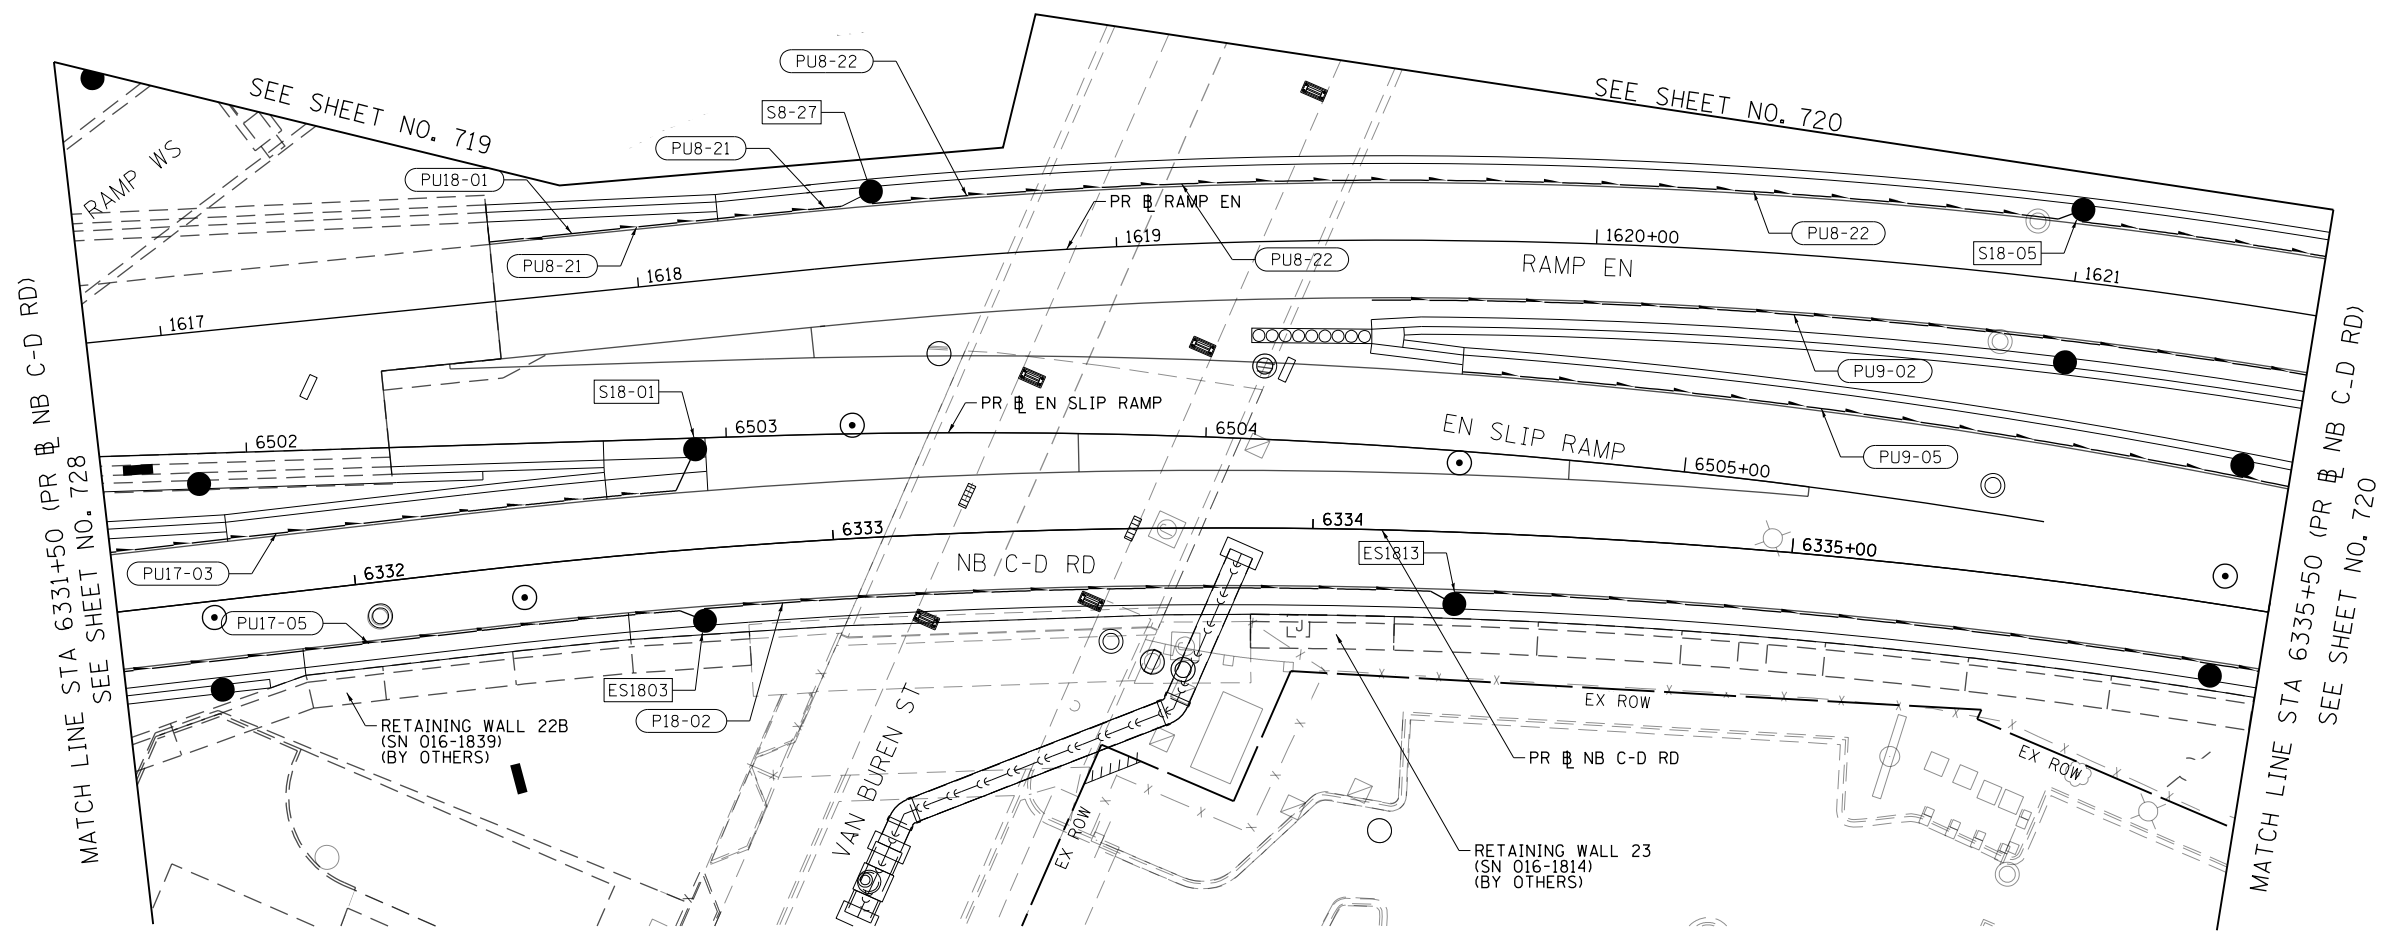 SEE SHEET NO. 719
SEE SHEET NO. 720
RAMP WS
PU8-22
S8-27
PU8-21
PU18-01
PU8-21
PR BL RAMP EN
PU8-22
PU8-22
S18-05
1617
1618
1619
1620+00
1621
RAMP EN
PU9-02
S18-01
PR BL EN SLIP RAMP
6502
6503
6504
6505+00
EN SLIP RAMP
PU9-05
PU17-03
6332
6333
6334
6335+00
NB C-D RD
ES1813
PU17-05
ES1803
P18-02
RETAINING WALL 22B
(SN 016-1839)
(BY OTHERS)
VAN BUREN ST
EX ROW
EX ROW
EX ROW
PR BL NB C-D RD
RETAINING WALL 23
(SN 016-1814)
(BY OTHERS)
MATCH LINE STA 6331+50 (PR BL NB C-D RD)
SEE SHEET NO. 728
MATCH LINE STA 6335+50 (PR BL NB C-D RD)
SEE SHEET NO. 720